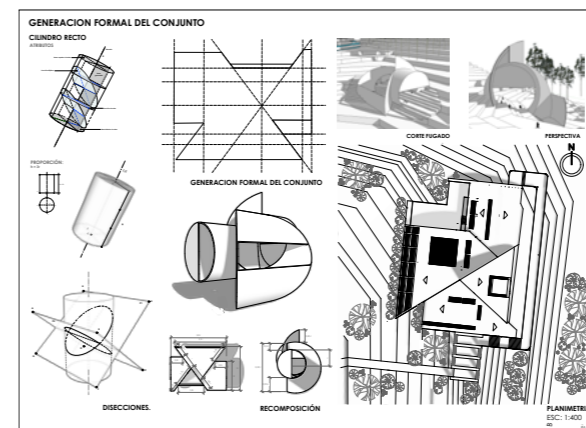 GENERACION FORMAL DEL CONJUNTO
CILINDRO RECTO
ATRIBUTOS
PROPORCIÓN:
GENERACION FORMAL DEL CONJUNTO
CORTE FUGADO
PERSPECTIVA
N
DISECCIONES.
RECOMPOSICIÓN
PLANIMETRI
ESC: 1:400